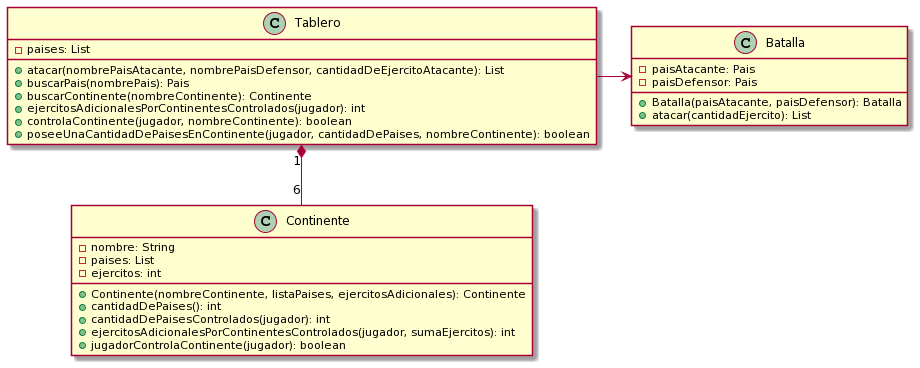 C Tablero
paises: List
atacar(nombrePaisAtacante, nombrePaisDefensor, cantidadDeEjercitoAtacante): List
buscarPais(nombrePais): Pais
buscarContinente(nombreContinente): Continente
ejercitosAdicionalesPorContinentesControlados(jugador): int
controlaContinente(jugador, nombreContinente): boolean
poseeUnaCantidadDePaisesEnContinente(jugador, cantidadDePaises, nombreContinente): boolean
C Batalla
paisAtacante: Pais
paisDefensor: Pais
Batalla(paisAtacante, paisDefensor): Batalla
atacar(cantidadEjercito): List
1
6
C Continente
nombre: String
paises: List
ejercitos: int
Continente(nombreContinente, listaPaises, ejercitosAdicionales): Continente
cantidadDePaises(): int
cantidadDePaisesControlados(jugador): int
ejercitosAdicionalesPorContinentesControlados(jugador, sumaEjercitos): int
jugadorControlaContinente(jugador): boolean